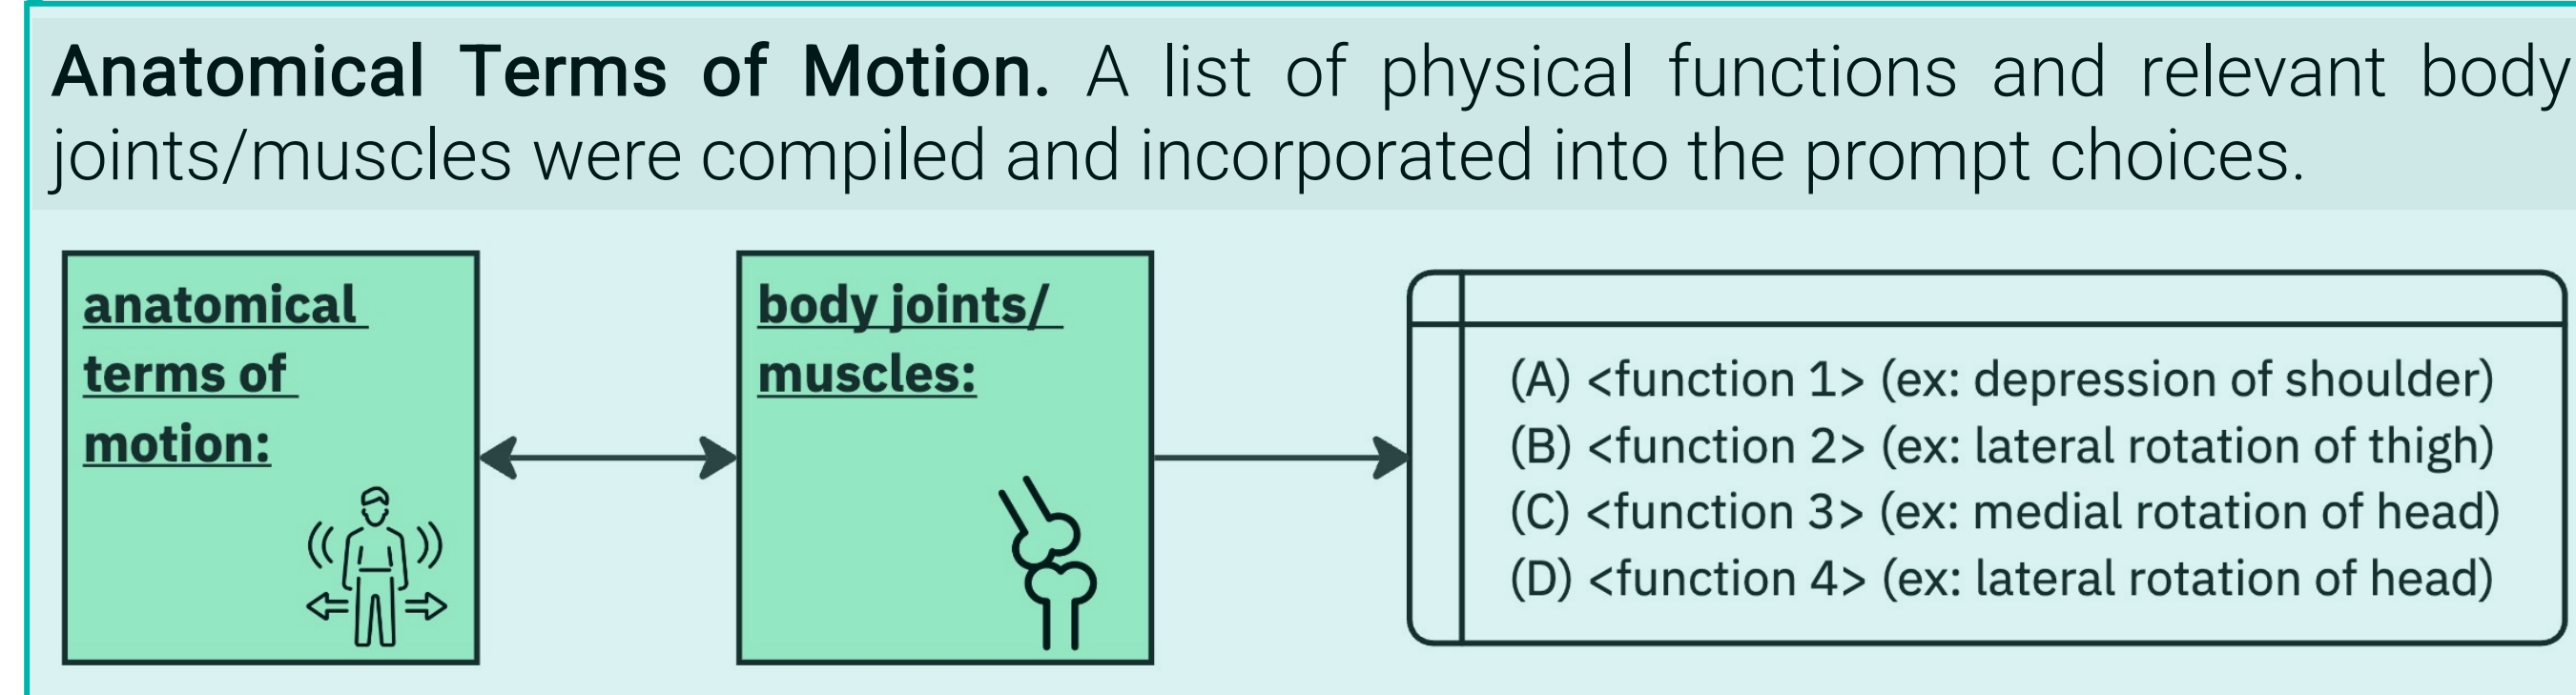 Anatomical Terms of Motion. A list of physical functions and relevant body
joints/muscles were compiled and incorporated into the prompt choices.
anatomical
terms of
motion:
body joints/
muscles:
(A) <function 1> (ex: depression of shoulder)
(B) <function 2> (ex: lateral rotation of thigh)
(C) <function 3> (ex: medial rotation of head)
(D) <function 4> (ex: lateral rotation of head)